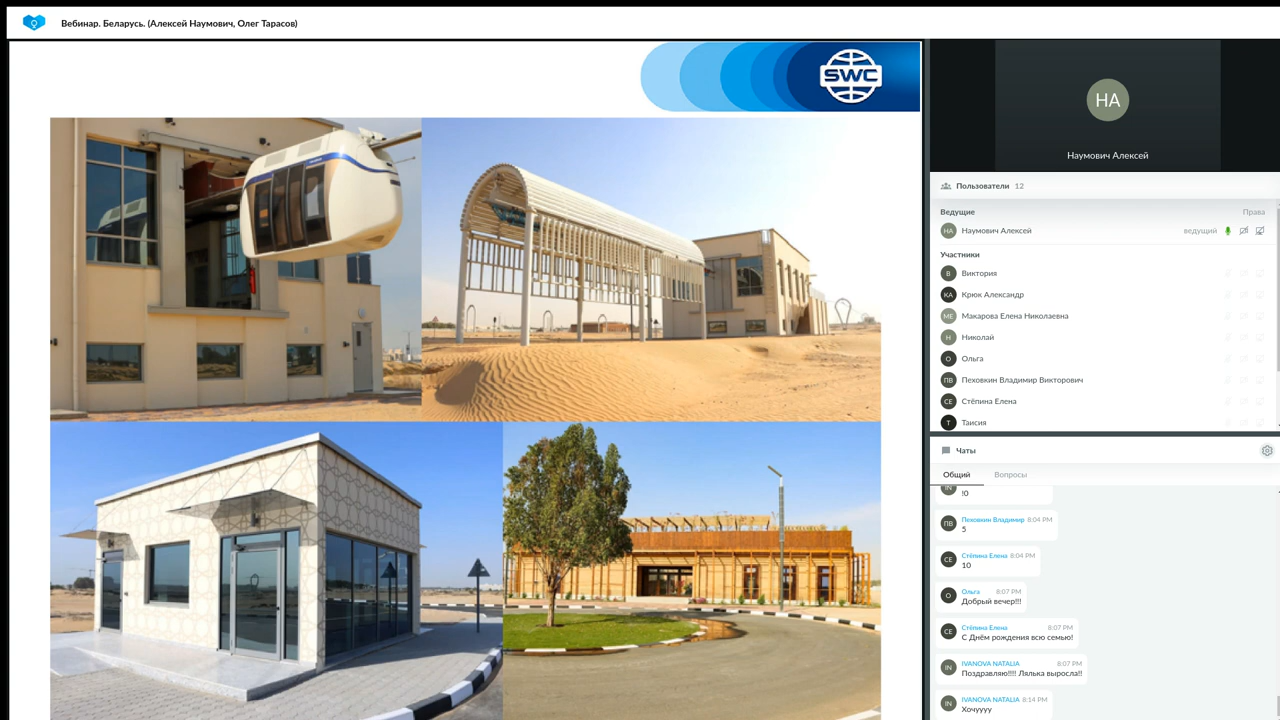 Вебинар. Беларусь. (Алексей Наумович, Олег Тарасов)
SWC
НА
Наумович Алексей
Пользователи 12
Ведущие Права
НА Наумович Алексей ведущий
Участники
В Виктория
КА Крюк Александр
МЕ Макарова Елена Николаевна
Н Николай
О Ольга
ПВ Пеховкин Владимир Викторович
СЕ Стёпина Елена
Т Таисия
Чаты
Общий Вопросы
IN !0
ПВ Пеховкин Владимир 8:04 PM
5
СЕ Стёпина Елена 8:04 PM
10
О Ольга 8:07 PM
Добрый вечер!!!
СЕ Стёпина Елена 8:07 PM
С Днём рождения всю семью!
IN IVANOVA NATALIA 8:07 PM
Поздравляю!!!! Лялька выросла!!
IN IVANOVA NATALIA 8:14 PM
Хочуууу